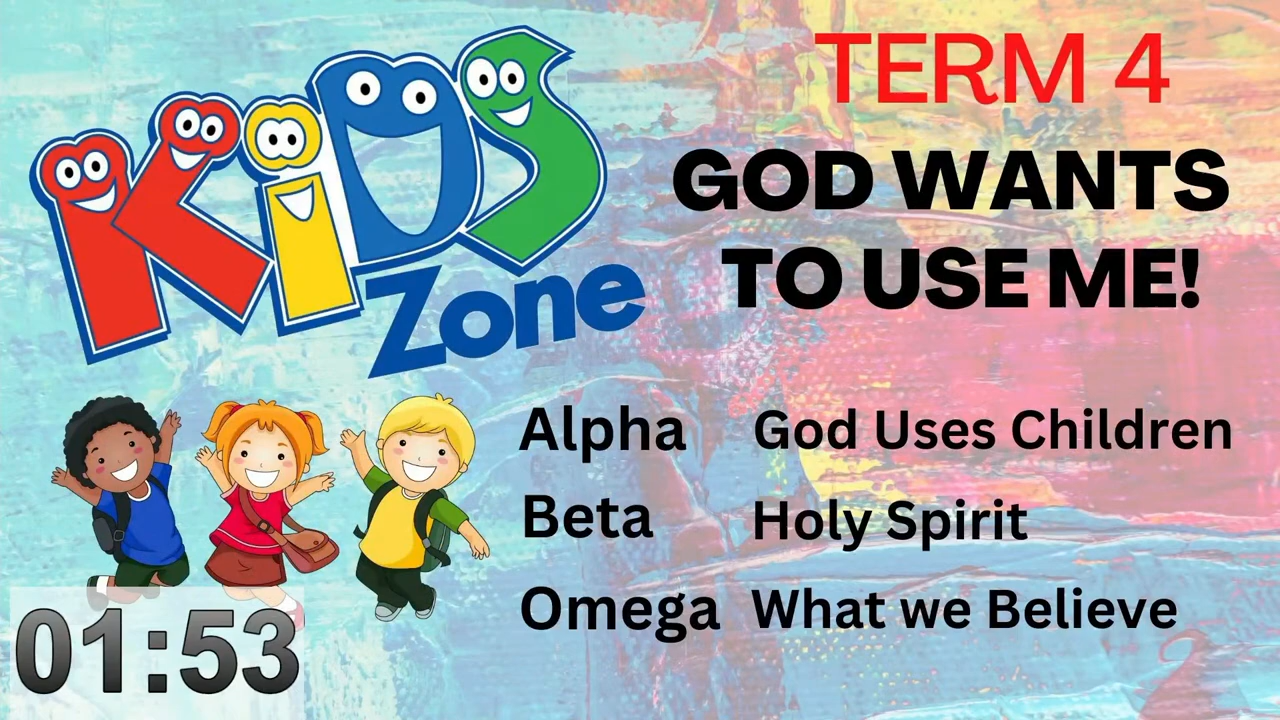 KiDS
Zone
TERM 4
GOD WANTS
TO USE ME!
Alpha God Uses Children
Beta Holy Spirit
Omega What we Believe
01:53